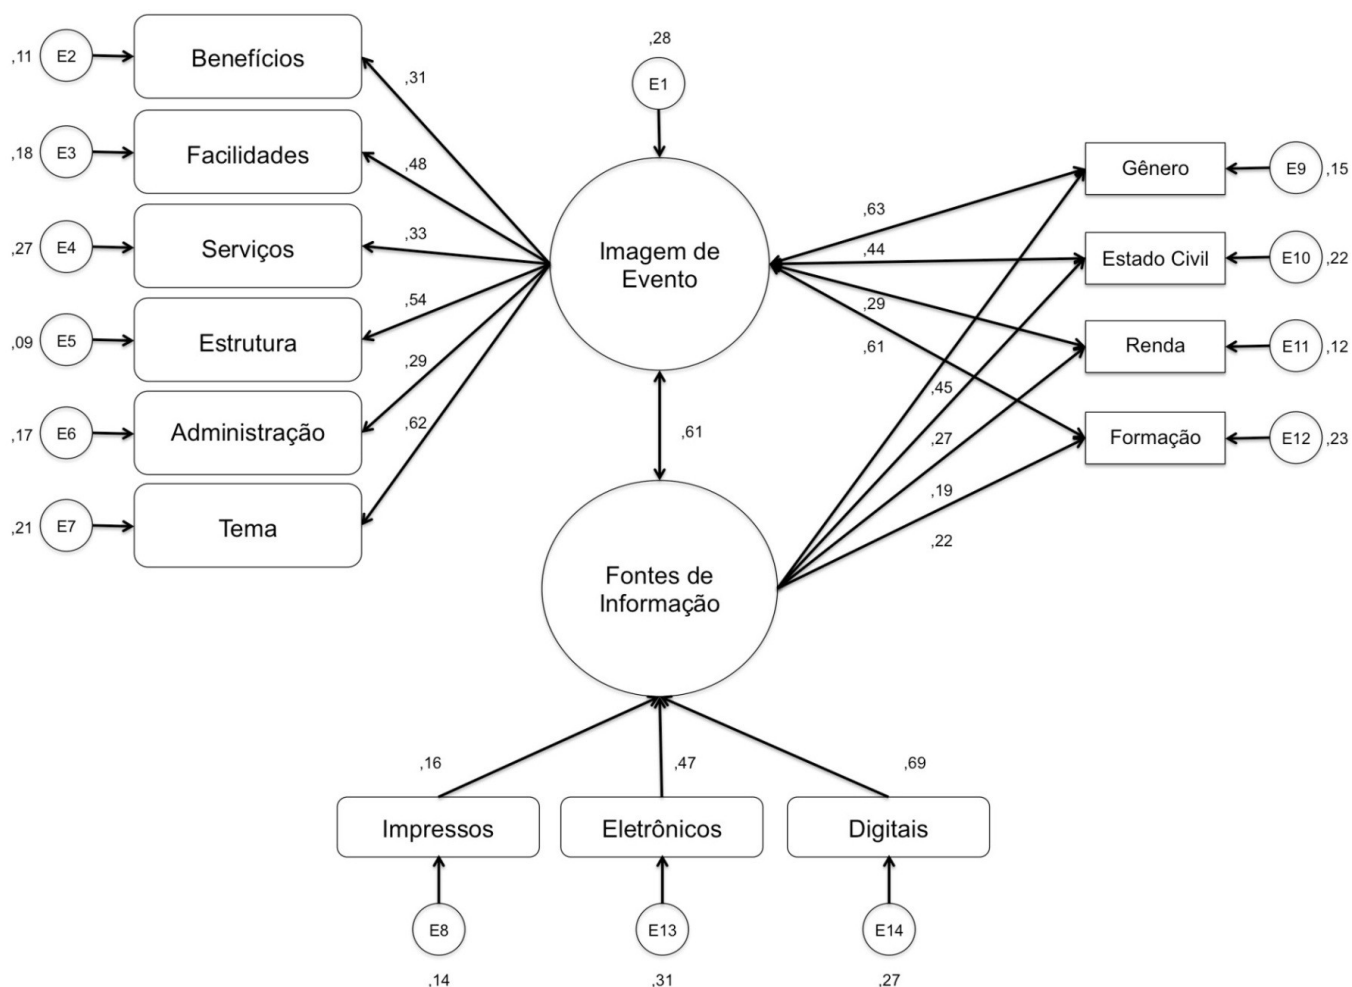 ,28
,11 E2 Benefícios ,31 E1
,18 E3 Facilidades ,48
Gênero E9 ,15
,63
,27 E4 Serviços ,33
Imagem de
Evento
,44 Estado Civil E10 ,22
,09 E5 Estrutura ,54
,29 Renda E11 ,12
,29
,61
,17 E6 Administração ,62
,61
,45
,27
Formação E12 ,23
,21 E7 Tema
,19
,22
Fontes de
Informação
,16 ,47 ,69
Impressos Eletrônicos Digitais
E8 E13 E14
,14 ,31 ,27